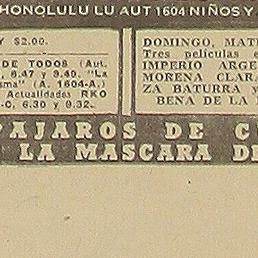 HONOLULU LU AUT 1604 NIÑOS Y
Y $2.00.
DE TODOS (Aut.
6.47 y 9.49. "La
(A. 1604-A.)
Actualidades RKO
6.30 y 9.32.
DOMINGO, MATI
Tres películas e
IMPERIO ARGE
MORENA CLAR
ZA BATURRA y
BENA DE LA
PAJAROS DE C
LA MASCARA DE